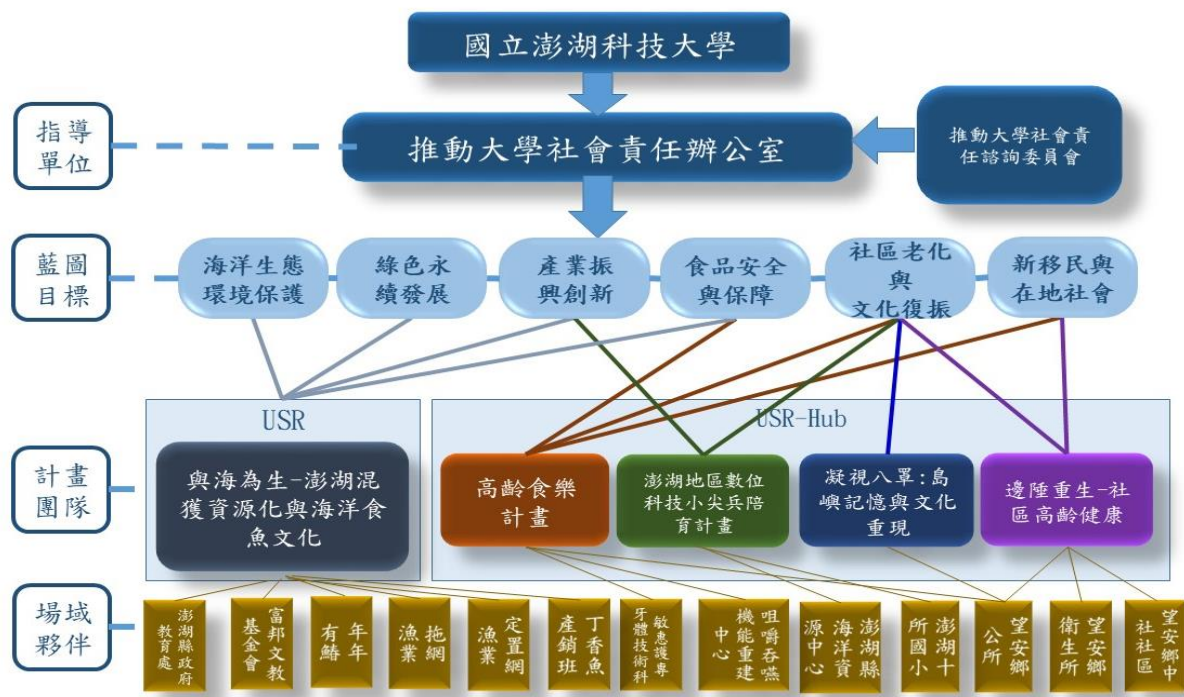 國立澎湖科技大學
指導
單位
推動大學社會責任辦公室
推動大學社會責
任諮詢委員會
藍圖
目標
海洋生態
環境保護
綠色永
續發展
產業振
興創新
食品安全
與保障
社區老化
與
文化復振
新移民與
在地社會
USR
USR-Hub
計畫
團隊
與海為生-澎湖混
獲資源化與海洋食
魚文化
高齡食樂
計畫
澎湖地區數位
科技小尖兵陪
育計畫
凝視八罩:島
嶼記憶與文化
重現
邊陲重生-社
區高齡健康
場域
夥伴
澎湖縣政府
教育處
富邦文教
基金會
年年
有鰆
拖網
漁業
定置網
漁業
丁香魚
產銷班
敏惠護專
牙體技術科
咀嚼吞嚥
機能重建
中心
澎湖縣
海洋資
源中心
澎湖十
所國小
望安鄉
公所
望安鄉
衛生所
望安鄉中
社社區